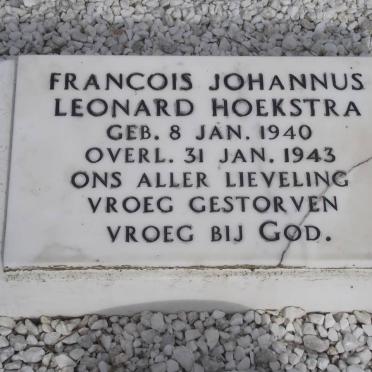 FRANCOIS JOHANNUS
LEONARD HOEKSTRA
GEB. 8 JAN. 1940
OVERL. 31 JAN. 1943
ONS ALLER LIEVELING
VROEG GESTORVEN
VROEG BIJ GOD.